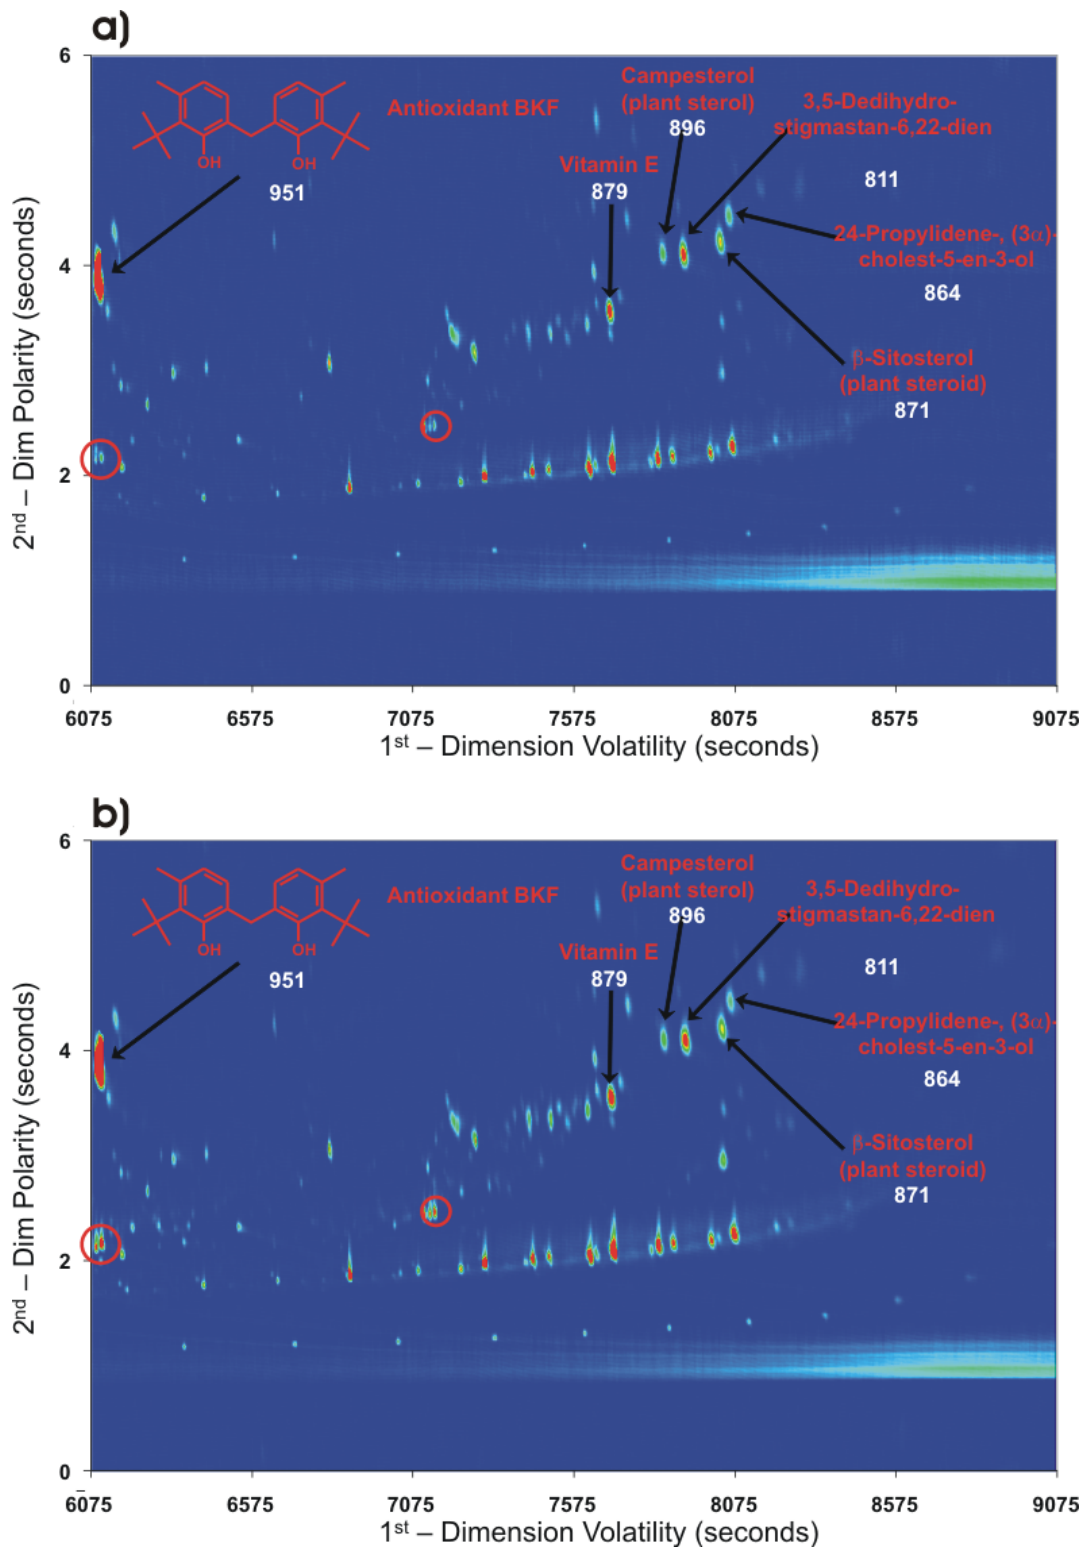 a)
6
Campesterol
(plant sterol)
896
3,5-Dedihydro-
stigmastan-6,22-dien
811
Antioxidant BKF
OH
OH
951
Vitamin E
879
24-Propylidene-, (3α)-
cholest-5-en-3-ol
864
β-Sitosterol
(plant steroid)
871
4
2
0
2nd – Dim Polarity (seconds)
6075 6575 7075 7575 8075 8575 9075
1st – Dimension Volatility (seconds)
b)
6
Campesterol
(plant sterol)
896
3,5-Dedihydro-
stigmastan-6,22-dien
811
Antioxidant BKF
OH
OH
951
Vitamin E
879
24-Propylidene-, (3α)-
cholest-5-en-3-ol
864
β-Sitosterol
(plant steroid)
871
4
2
0
2nd – Dim Polarity (seconds)
6075 6575 7075 7575 8075 8575 9075
1st – Dimension Volatility (seconds)